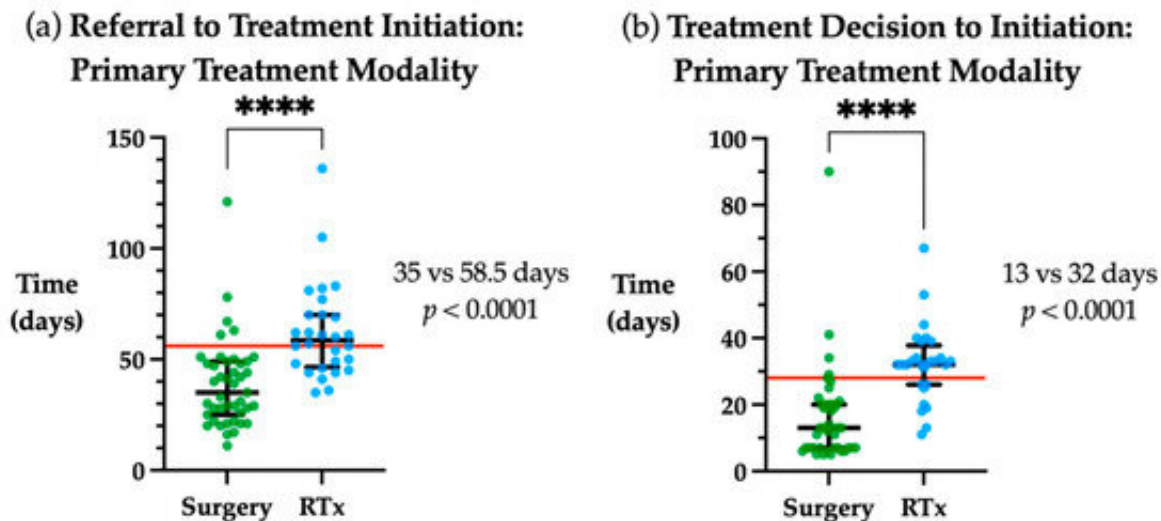 (a) Referral to Treatment Initiation:
Primary Treatment Modality
****
150
100
50
0
Time
(days)
35 vs 58.5 days
p < 0.0001
Surgery
RTx
(b) Treatment Decision to Initiation:
Primary Treatment Modality
****
100
80
60
40
20
0
Time
(days)
13 vs 32 days
p < 0.0001
Surgery
RTx